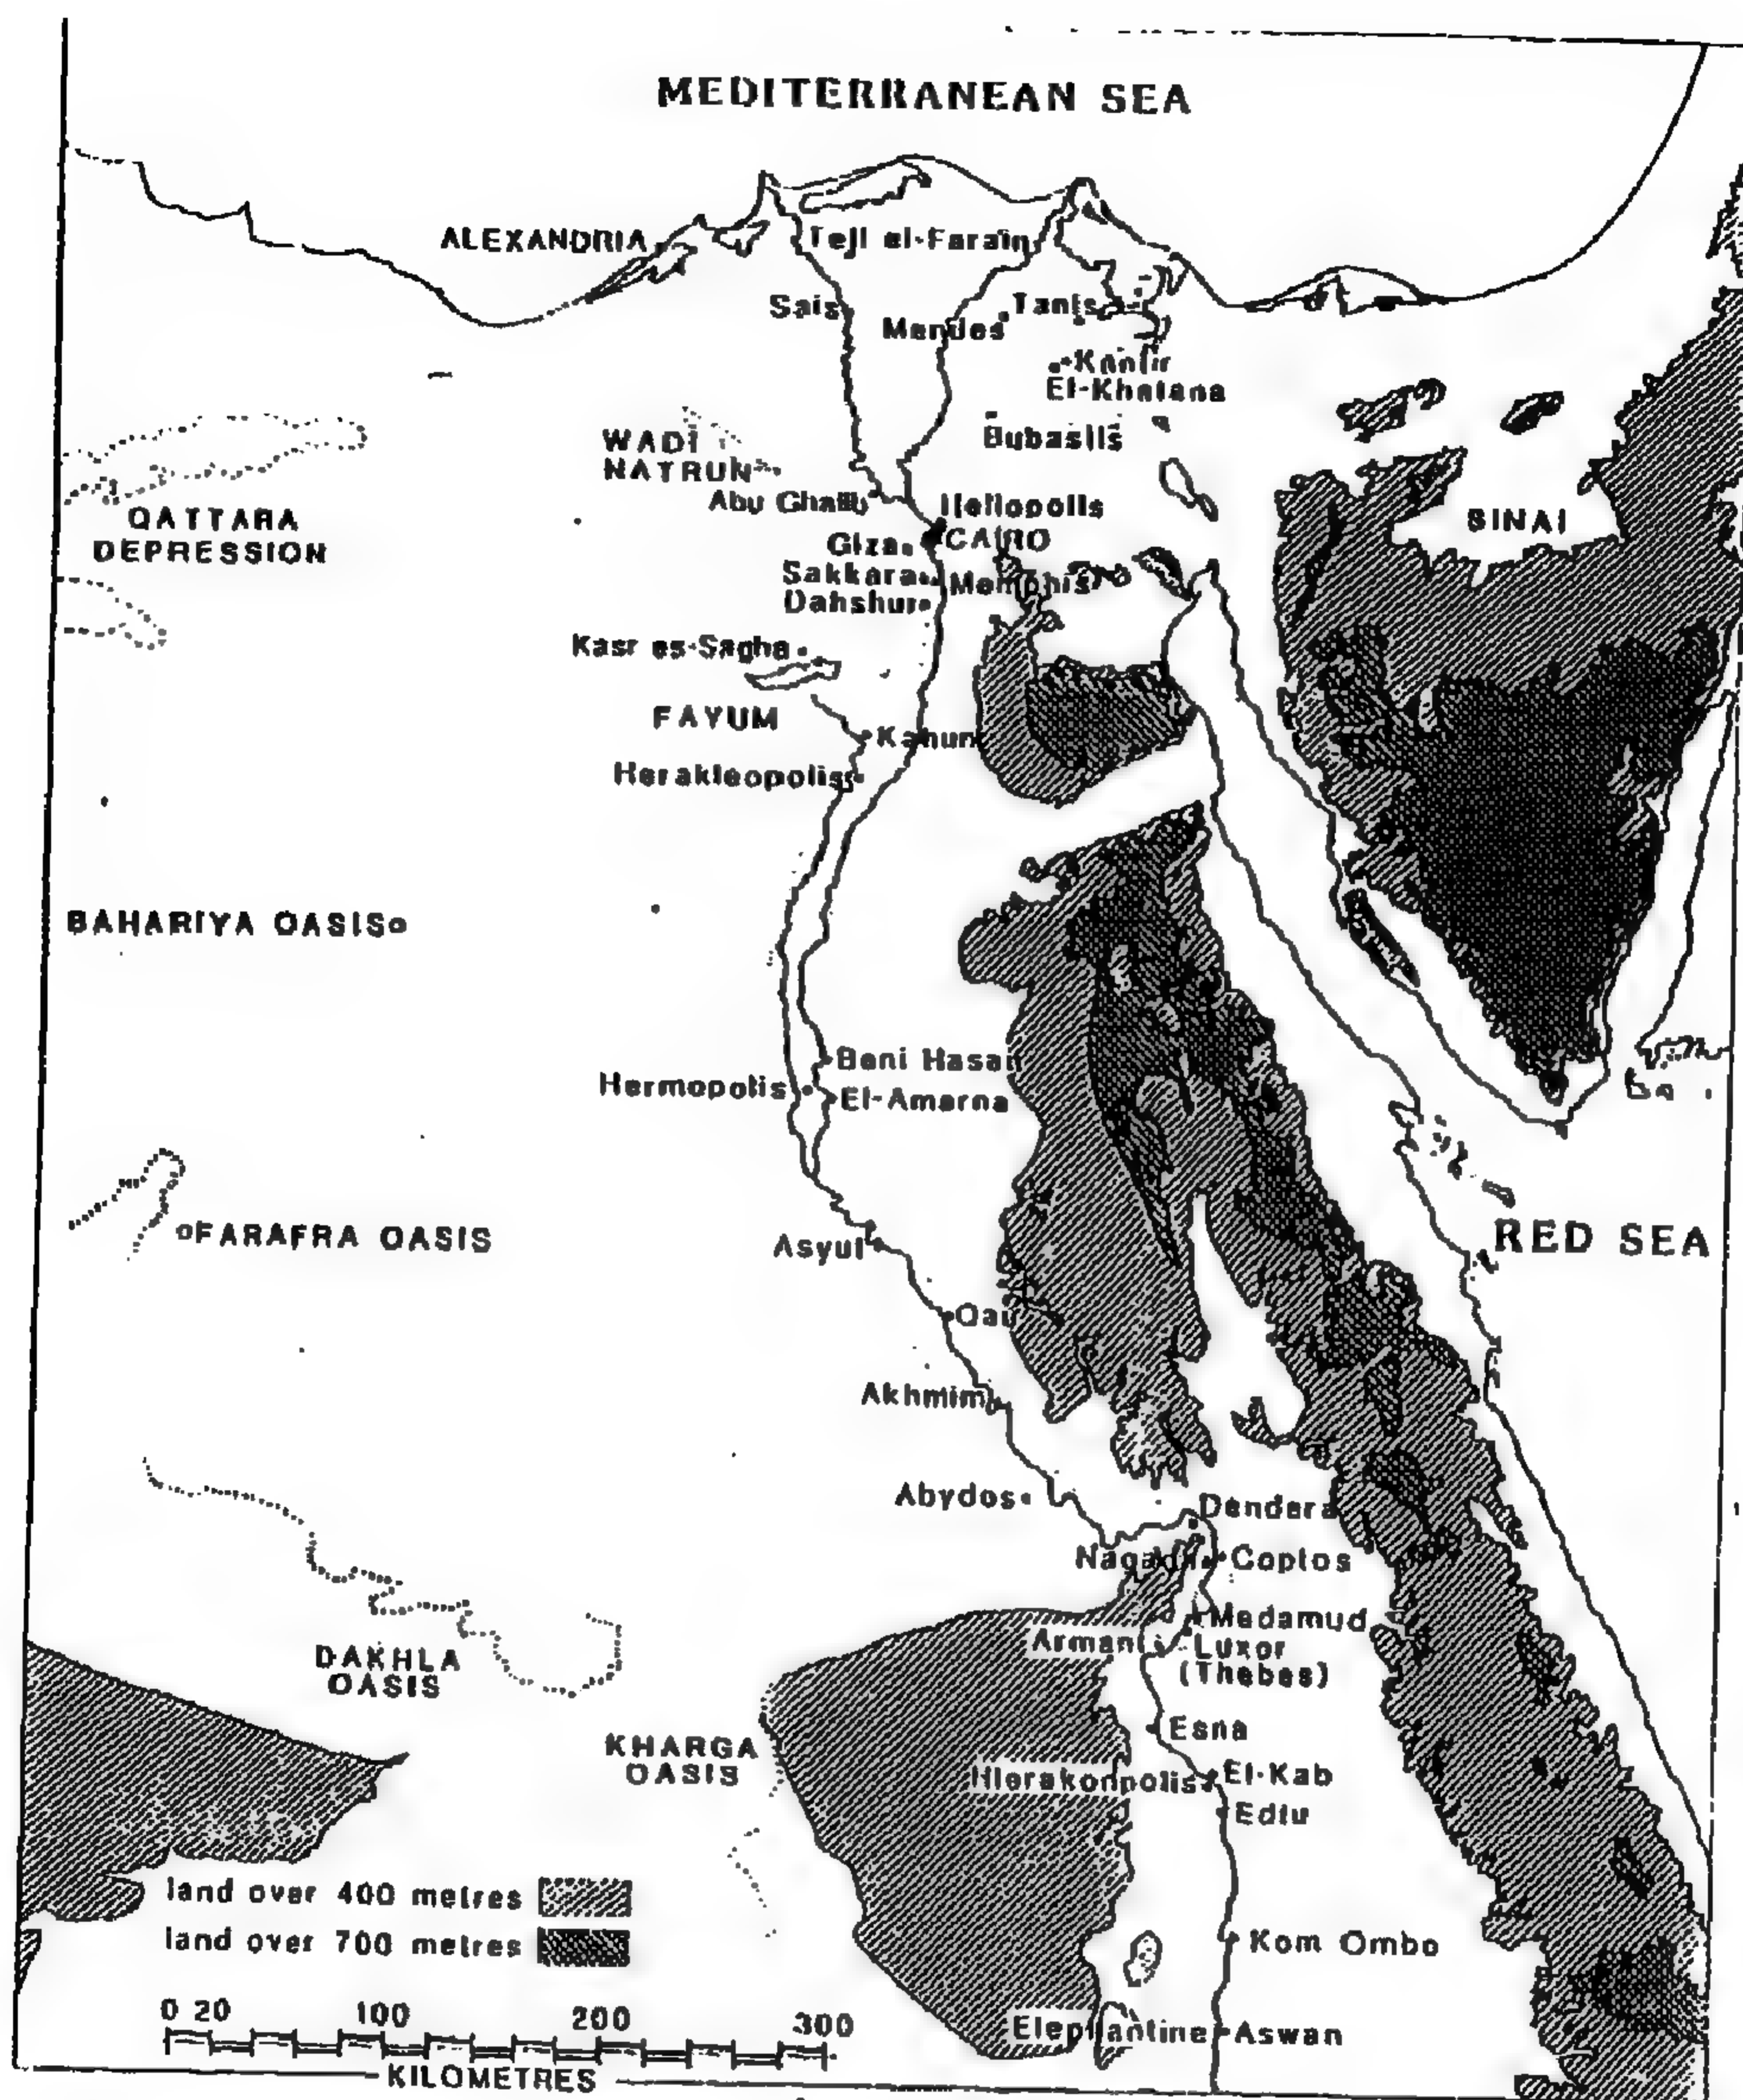 MEDITERRANEAN SEA
ALEXANDRIA
Tell el-Farain
Sais
Mendes
Tanis
Kantir
El-Khatana
WADI
NATRUN
Bubastis
Abu Ghalib
Heliopolis
QATTARA
DEPRESSION
SINAI
Giza
CAIRO
Sakkara
Memphis
Dahshur
Kasr es-Sagha
FAYUM
Kahun
Herakleopolis
BAHARIYA OASIS
Beni Hasan
Hermopolis
El-Amarna
FARAFRA OASIS
RED SEA
Asyut
Qau
Akhmim
Abydos
Dendera
Nagada
Coptos
Medamud
Armant
Luxor
(Thebes)
DAKHLA
OASIS
Esna
KHARGA
OASIS
Hierakonpolis
El-Kab
Edfu
land over 400 metres
land over 700 metres
Kom Ombo
0 20 100 200 300
Elephantine
Aswan
KILOMETRES